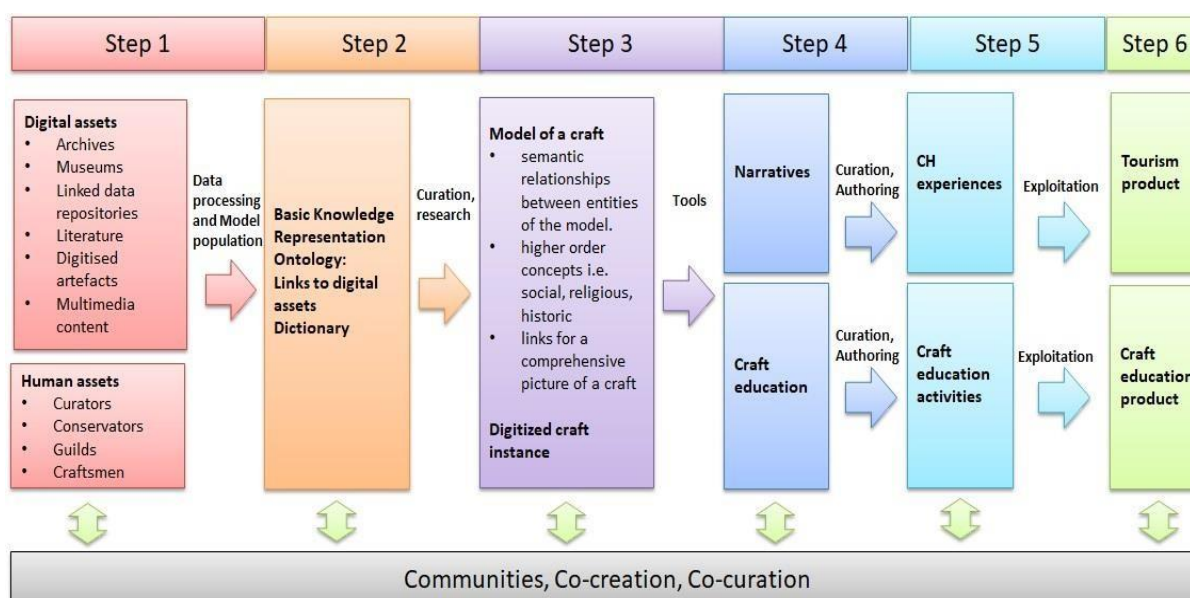 Step 1
Step 2
Step 3
Step 4
Step 5
Step 6
Digital assets
• Archives
• Museums
• Linked data
repositories
• Literature
• Digitised
artefacts
• Multimedia
content
Human assets
• Curators
• Conservators
• Guilds
• Craftsmen
Data
processing
and Model
population
Basic Knowledge
Representation
Ontology:
Links to digital
assets
Dictionary
Curation,
research
Model of a craft
• semantic
relationships
between entities
of the model.
• higher order
concepts i.e.
social, religious,
historic
• links for a
comprehensive
picture of a craft
Digitized craft
instance
Tools
Narratives
Curation,
Authoring
CH
experiences
Exploitation
Tourism
product
Craft
education
Curation,
Authoring
Craft
education
activities
Exploitation
Craft
education
product
Communities, Co-creation, Co-curation